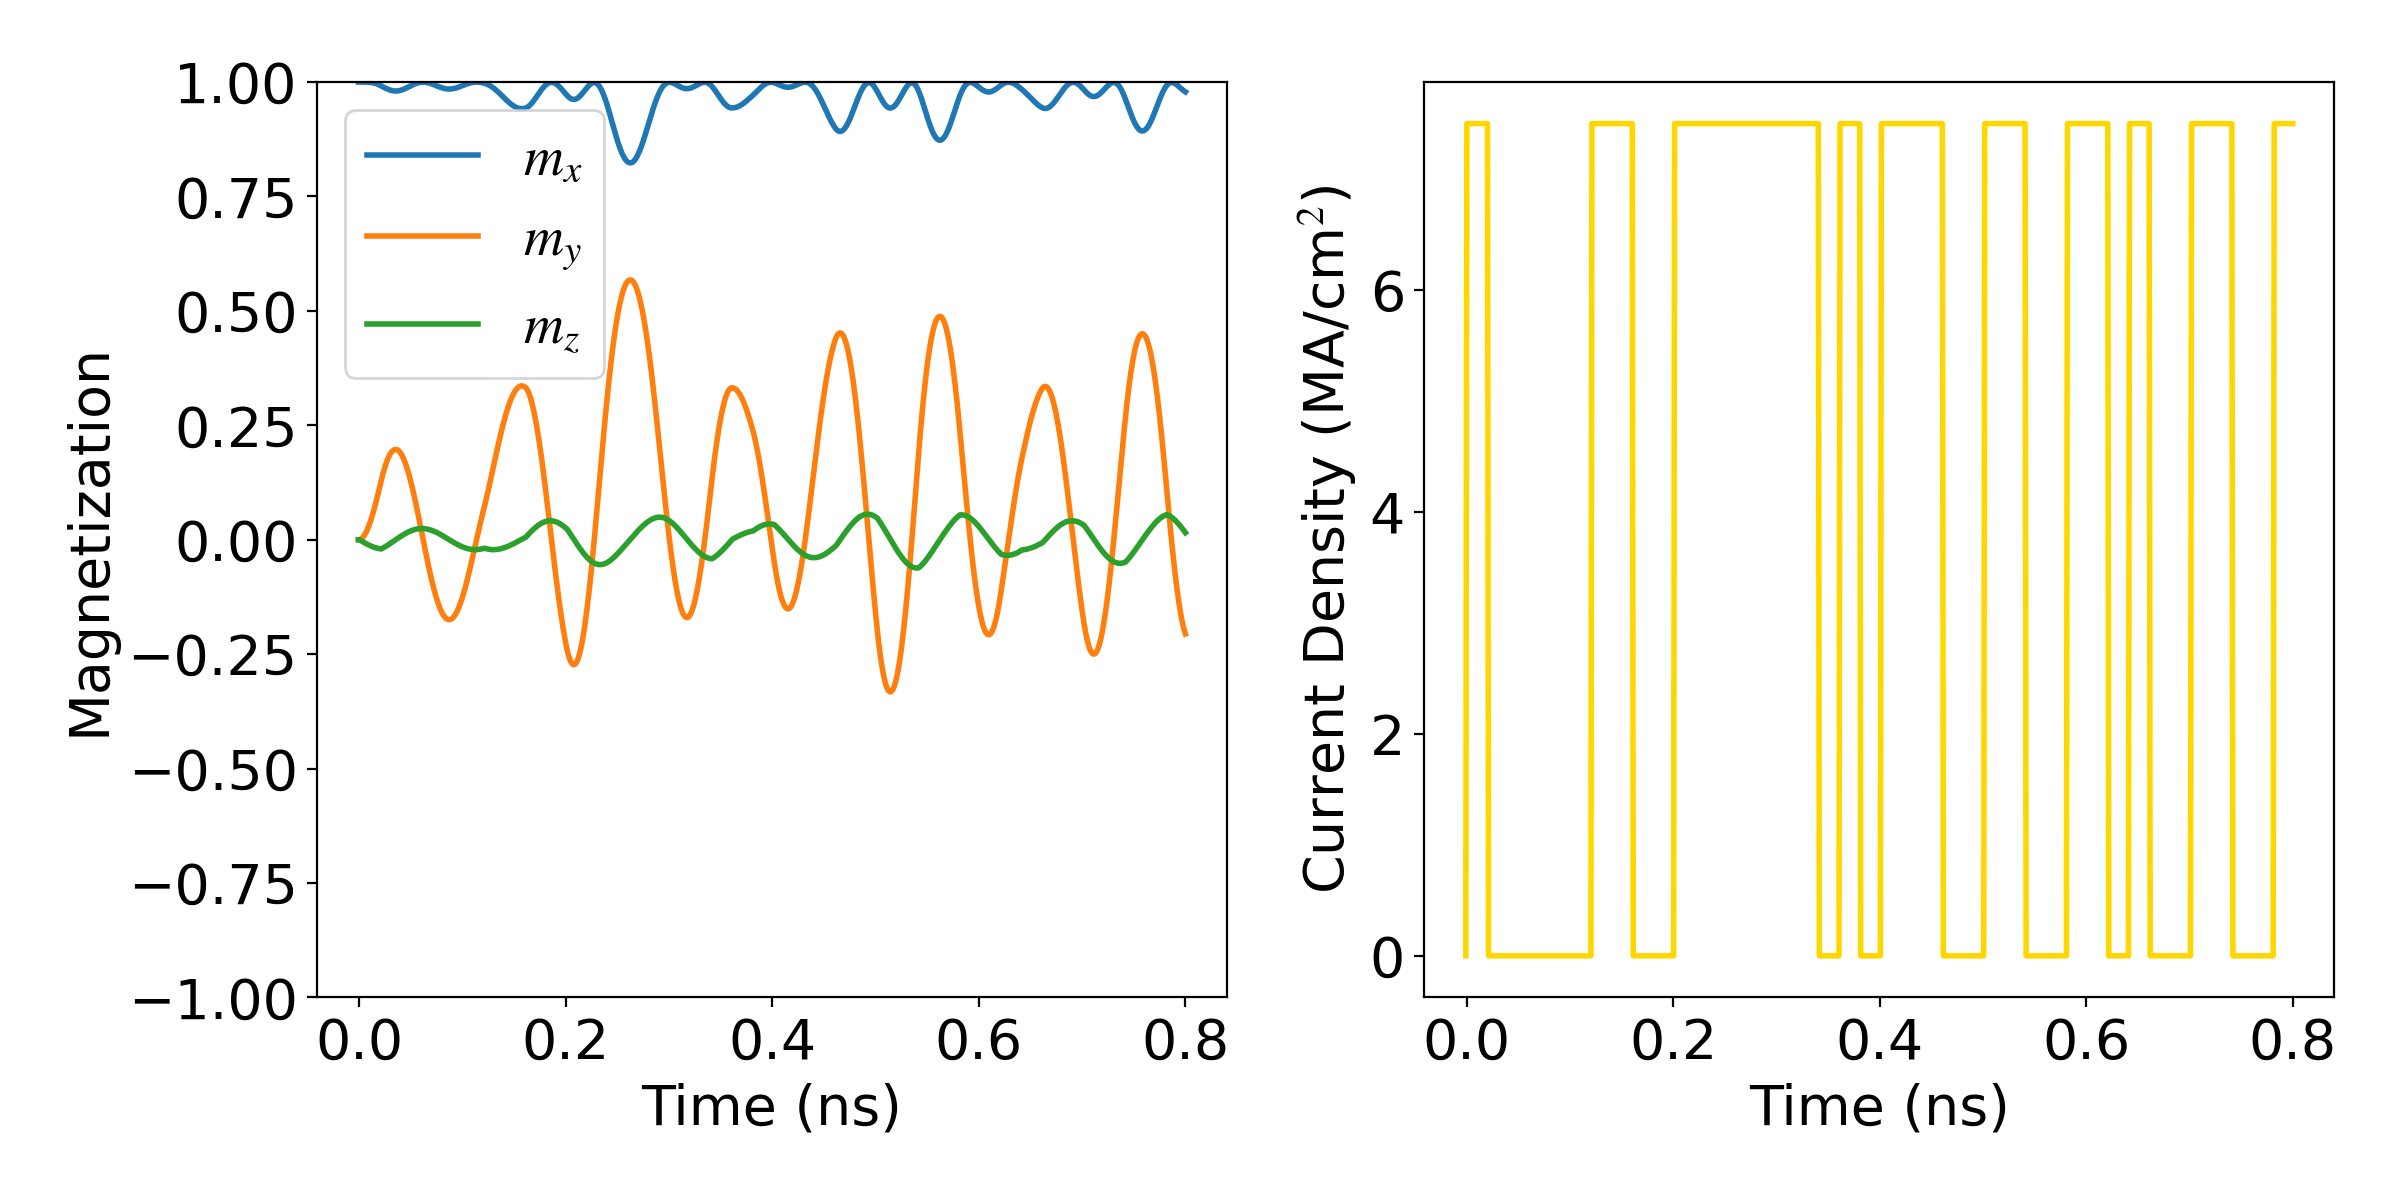 1.00
0.75
0.50
0.25
0.00
−0.25
−0.50
−0.75
−1.00
Magnetization
m_x
m_y
m_z
0.0 0.2 0.4 0.6 0.8
Time (ns)
6
4
2
0
Current Density (MA/cm²)
0.0 0.2 0.4 0.6 0.8
Time (ns)